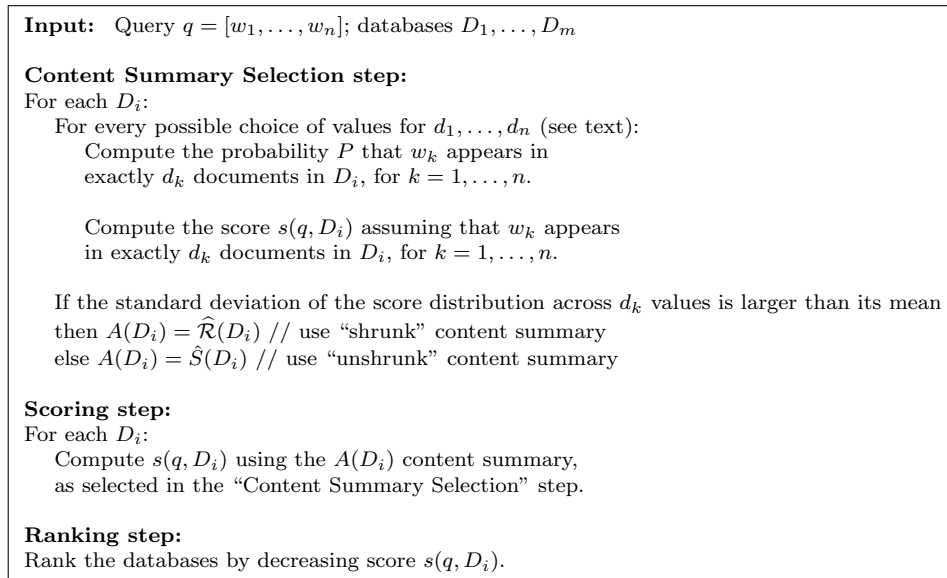 Input: Query q = [w₁, . . . , wₙ]; databases D₁, . . . , Dₘ
Content Summary Selection step:
For each Dᵢ:
For every possible choice of values for d₁, . . . , dₙ (see text):
Compute the probability P that wₖ appears in
exactly dₖ documents in Dᵢ, for k = 1, . . . , n.
Compute the score s(q, Dᵢ) assuming that wₖ appears
in exactly dₖ documents in Dᵢ, for k = 1, . . . , n.
If the standard deviation of the score distribution across dₖ values is larger than its mean
then A(Dᵢ) = R̂(Dᵢ) // use “shrunk” content summary
else A(Dᵢ) = Ŝ(Dᵢ) // use “unshrunk” content summary
Scoring step:
For each Dᵢ:
Compute s(q, Dᵢ) using the A(Dᵢ) content summary,
as selected in the “Content Summary Selection” step.
Ranking step:
Rank the databases by decreasing score s(q, Dᵢ).